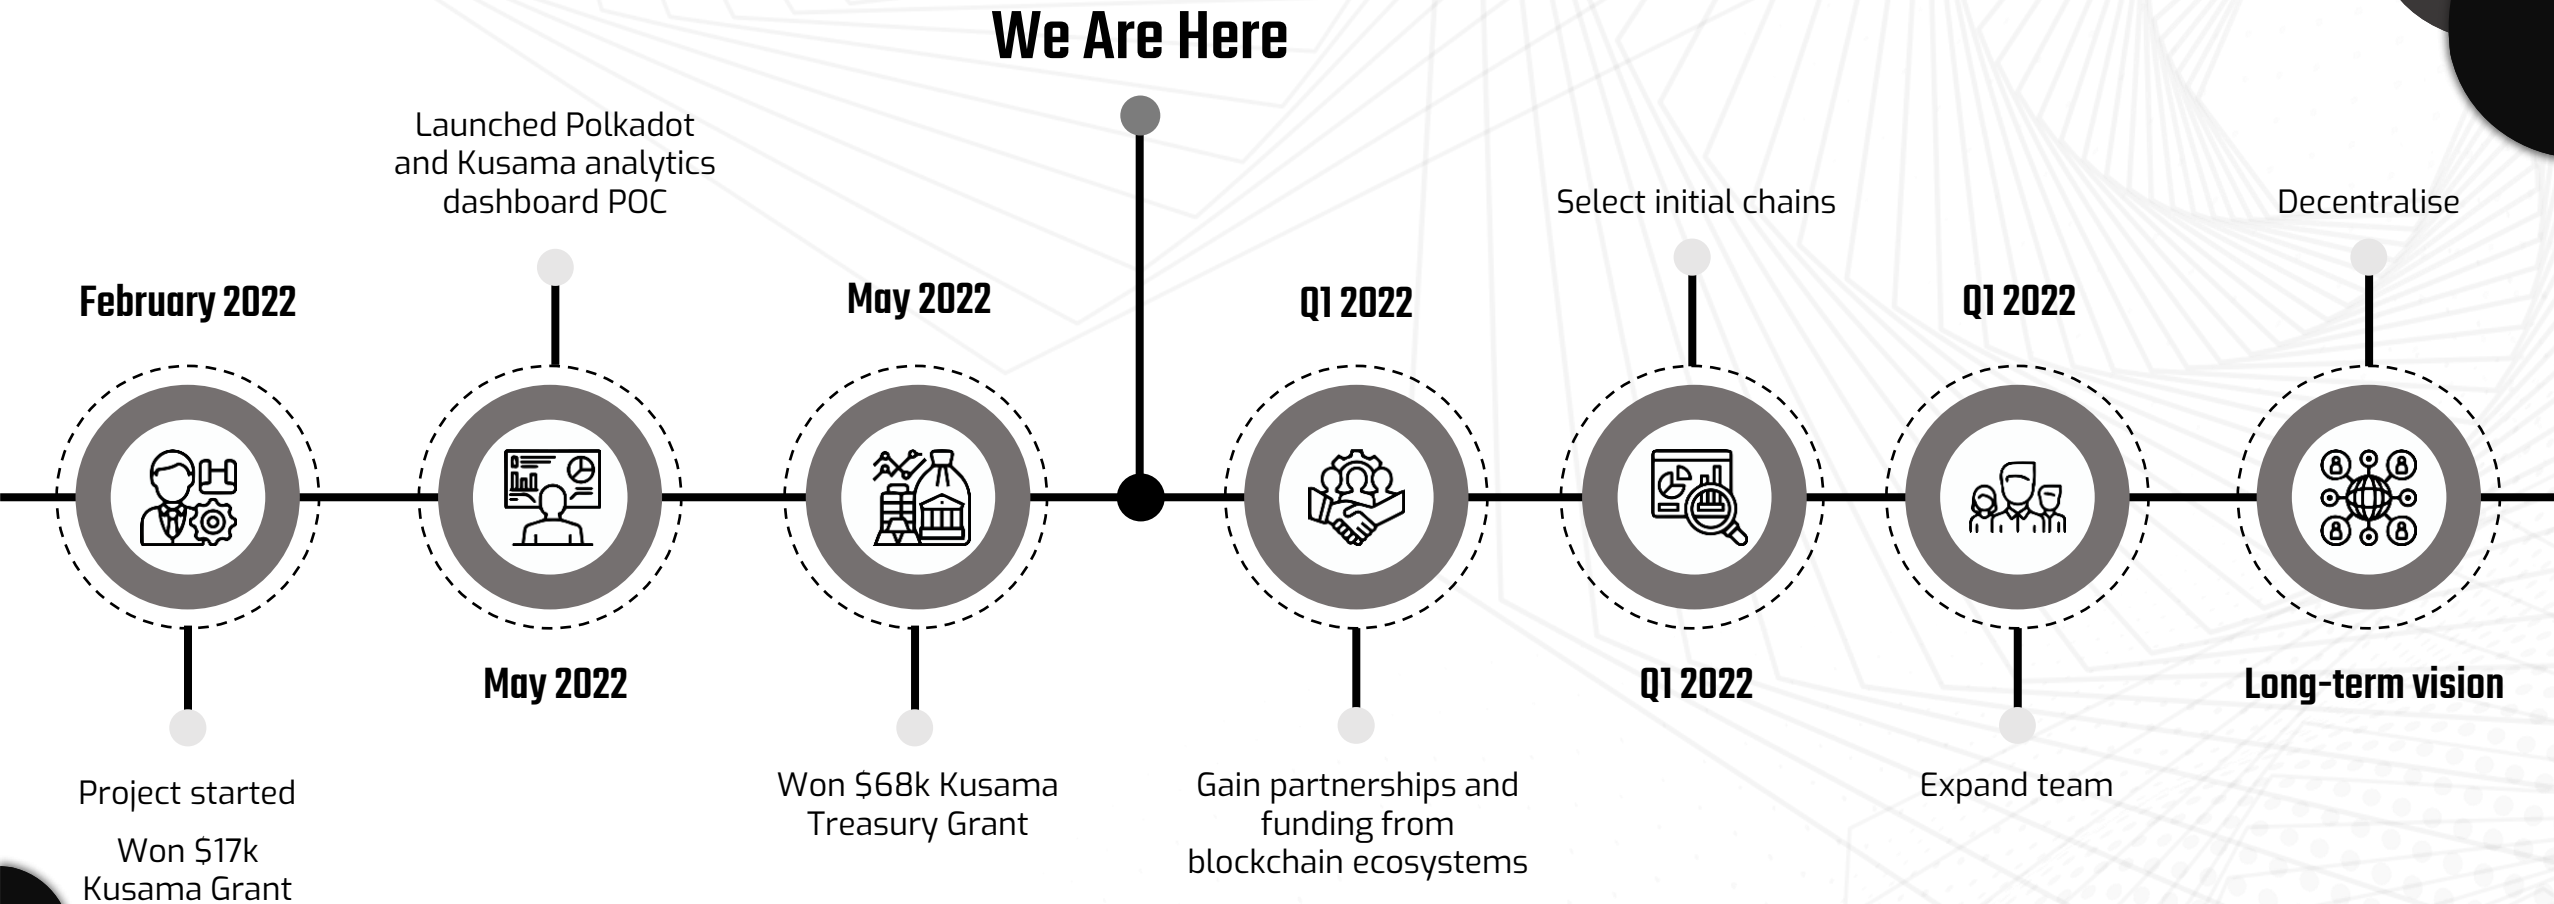 We Are Here
February 2022
Project started
Won $17k
Kusama Grant
Launched Polkadot
and Kusama analytics
dashboard POC
May 2022
May 2022
Won $68k Kusama
Treasury Grant
Q1 2022
Gain partnerships and
funding from
blockchain ecosystems
Select initial chains
Q1 2022
Q1 2022
Expand team
Decentralise
Long-term vision